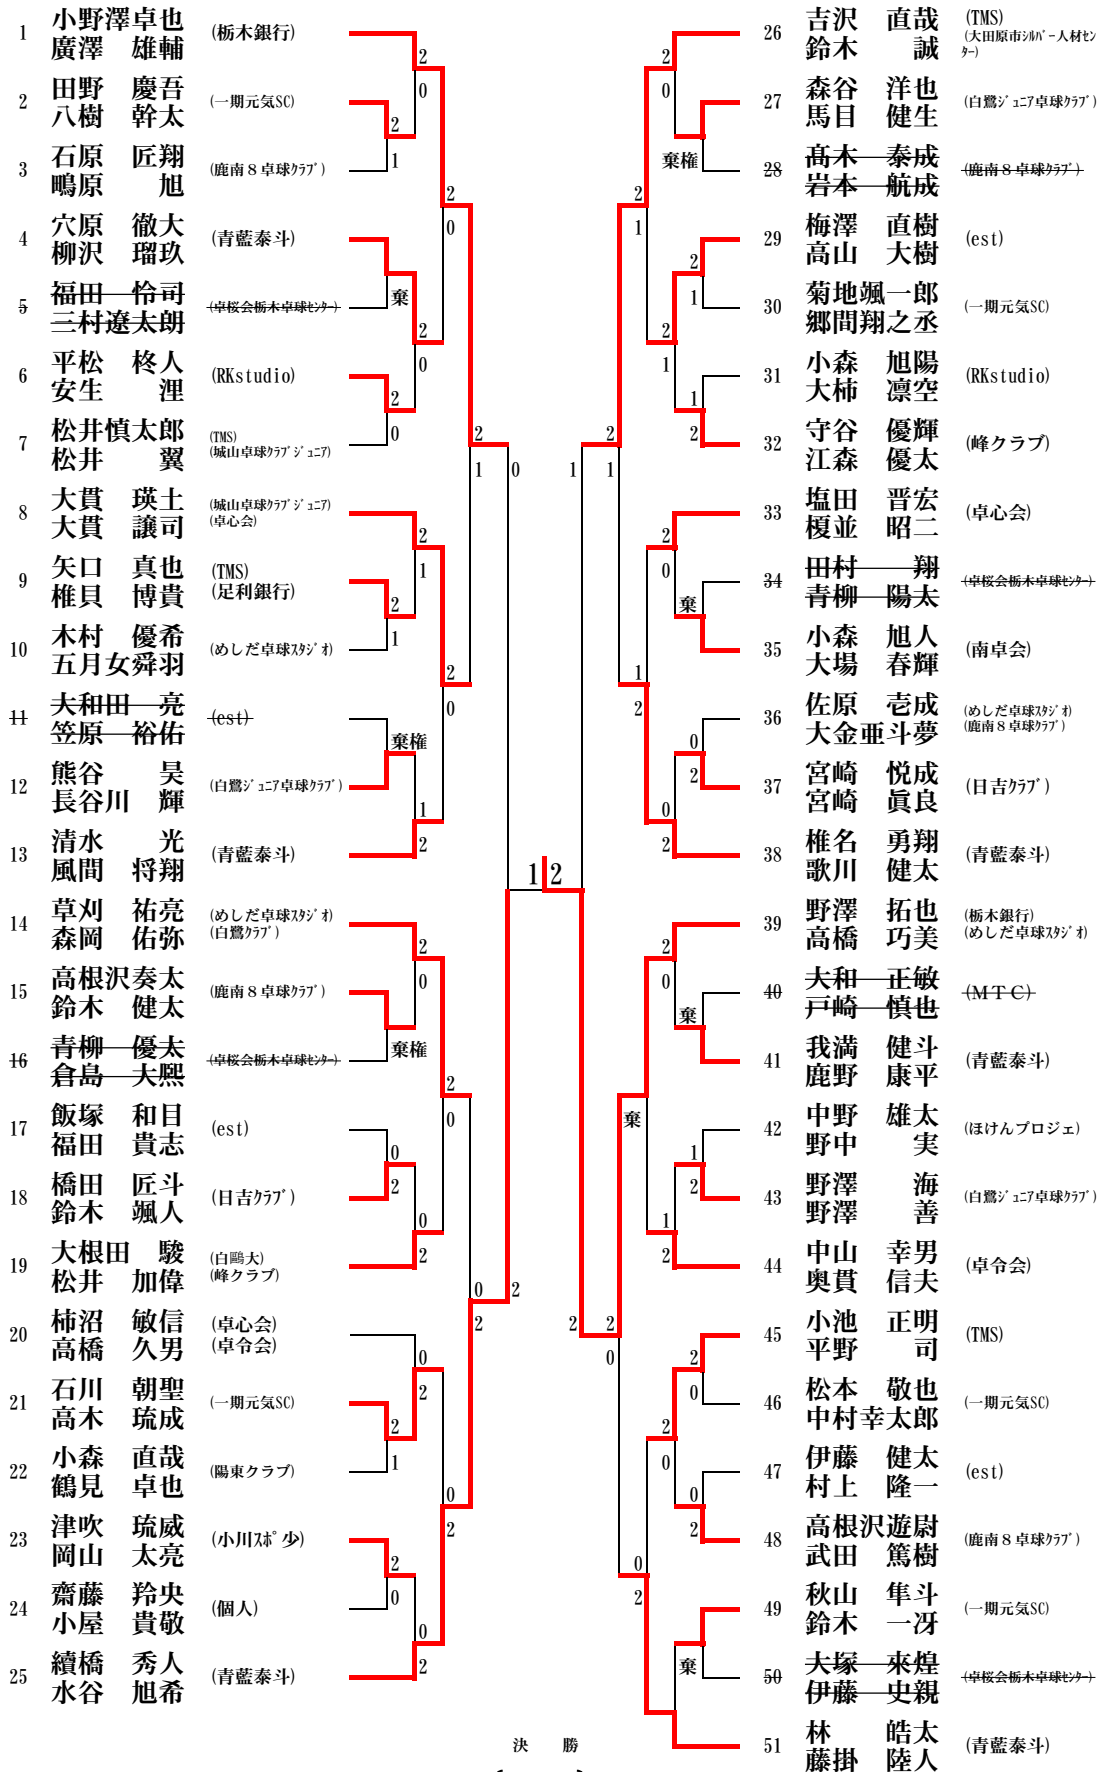 1 小野澤卓也 (栃木銀行)
廣澤 雄輔
2 田野 慶吾 (一期元気SC)
八樹 幹太
3 石原 匠翔 (鹿南８卓球ｸﾗﾌﾞ)
鴫原 旭
4 穴原 徹大 (青藍泰斗)
柳沢 瑠玖
5 福田 怜司 (卓桜会栃木卓球ｾﾝﾀｰ)
三村遼太朗
棄
6 平松 柊人 (RKstudio)
安生 浬
7 松井慎太郎 (TMS)
松井 翼 (城山卓球ｸﾗﾌﾞｼﾞｭﾆｱ)
8 大貫 瑛士 (城山卓球ｸﾗﾌﾞｼﾞｭﾆｱ)
大貫 譲司 (卓心会)
9 矢口 真也 (TMS)
椎貝 博貴 (足利銀行)
10 木村 優希 (めしだ卓球ｽﾀｼﾞｵ)
五月女舜羽
11 大和田 亮 (est)
笠原 裕佑
棄権
12 熊谷 昊 (白鷺ｼﾞｭﾆｱ卓球ｸﾗﾌﾞ)
長谷川 輝
13 清水 光 (青藍泰斗)
風間 将翔
14 草刈 祐亮 (めしだ卓球ｽﾀｼﾞｵ)
森岡 佑弥 (白鷺ｸﾗﾌﾞ)
15 高根沢奏太 (鹿南８卓球ｸﾗﾌﾞ)
鈴木 健太
16 青柳 優太 (卓桜会栃木卓球ｾﾝﾀｰ)
倉島 大熙
棄権
17 飯塚 和目 (est)
福田 貴志
18 橋田 匠斗 (日吉ｸﾗﾌﾞ)
鈴木 颯人
19 大根田 駿 (白鷗大)
松井 加偉 (峰クラブ)
20 柿沼 敏信 (卓心会)
高橋 久男 (卓令会)
21 石川 朝聖 (一期元気SC)
高木 琉成
22 小森 直哉 (陽東クラブ)
鶴見 卓也
23 津吹 琉威 (小川ｽﾎﾟ少)
岡山 太亮
24 齋藤 羚央 (個人)
小屋 貴敬
25 續橋 秀人 (青藍泰斗)
水谷 旭希
26 吉沢 直哉 (TMS)
鈴木 誠 (大田原市ｼﾙﾊﾞｰ人材ｾﾝﾀｰ)
27 森谷 洋也 (白鷺ｼﾞｭﾆｱ卓球ｸﾗﾌﾞ)
馬目 健生
棄権
28 髙木 泰成 (鹿南８卓球ｸﾗﾌﾞ)
岩本 航成
29 梅澤 直樹 (est)
高山 大樹
30 菊地颯一郎 (一期元気SC)
郷間翔之丞
31 小森 旭陽 (RKstudio)
大柿 凛空
32 守谷 優輝 (峰クラブ)
江森 優太
33 塩田 晋宏 (卓心会)
榎並 昭二
34 田村 翔 (卓桜会栃木卓球ｾﾝﾀｰ)
青柳 陽太
棄
35 小森 旭人 (南卓会)
大場 春輝
36 佐原 壱成 (めしだ卓球ｽﾀｼﾞｵ)
大金亜斗夢 (鹿南８卓球ｸﾗﾌﾞ)
37 宮崎 悦成 (日吉ｸﾗﾌﾞ)
宮崎 眞良
38 椎名 勇翔 (青藍泰斗)
歌川 健太
1 2
39 野澤 拓也 (栃木銀行)
高橋 巧美 (めしだ卓球ｽﾀｼﾞｵ)
40 大和 正敏 (ＭＴＣ)
戸崎 慎也
棄
41 我満 健斗 (青藍泰斗)
鹿野 康平
棄
42 中野 雄太 (ほけんプロジェ)
野中 実
43 野澤 海 (白鷺ｼﾞｭﾆｱ卓球ｸﾗﾌﾞ)
野澤 善
44 中山 幸男 (卓令会)
奥貫 信夫
45 小池 正明 (TMS)
平野 司
46 松本 敬也 (一期元気SC)
中村幸太郎
47 伊藤 健太 (est)
村上 隆一
48 高根沢遊尉 (鹿南８卓球ｸﾗﾌﾞ)
武田 篤樹
49 秋山 隼斗 (一期元気SC)
鈴木 一冴
棄
50 大塚 來煌 (卓桜会栃木卓球ｾﾝﾀｰ)
伊藤 史親
51 林 皓太 (青藍泰斗)
藤掛 陸人
決 勝